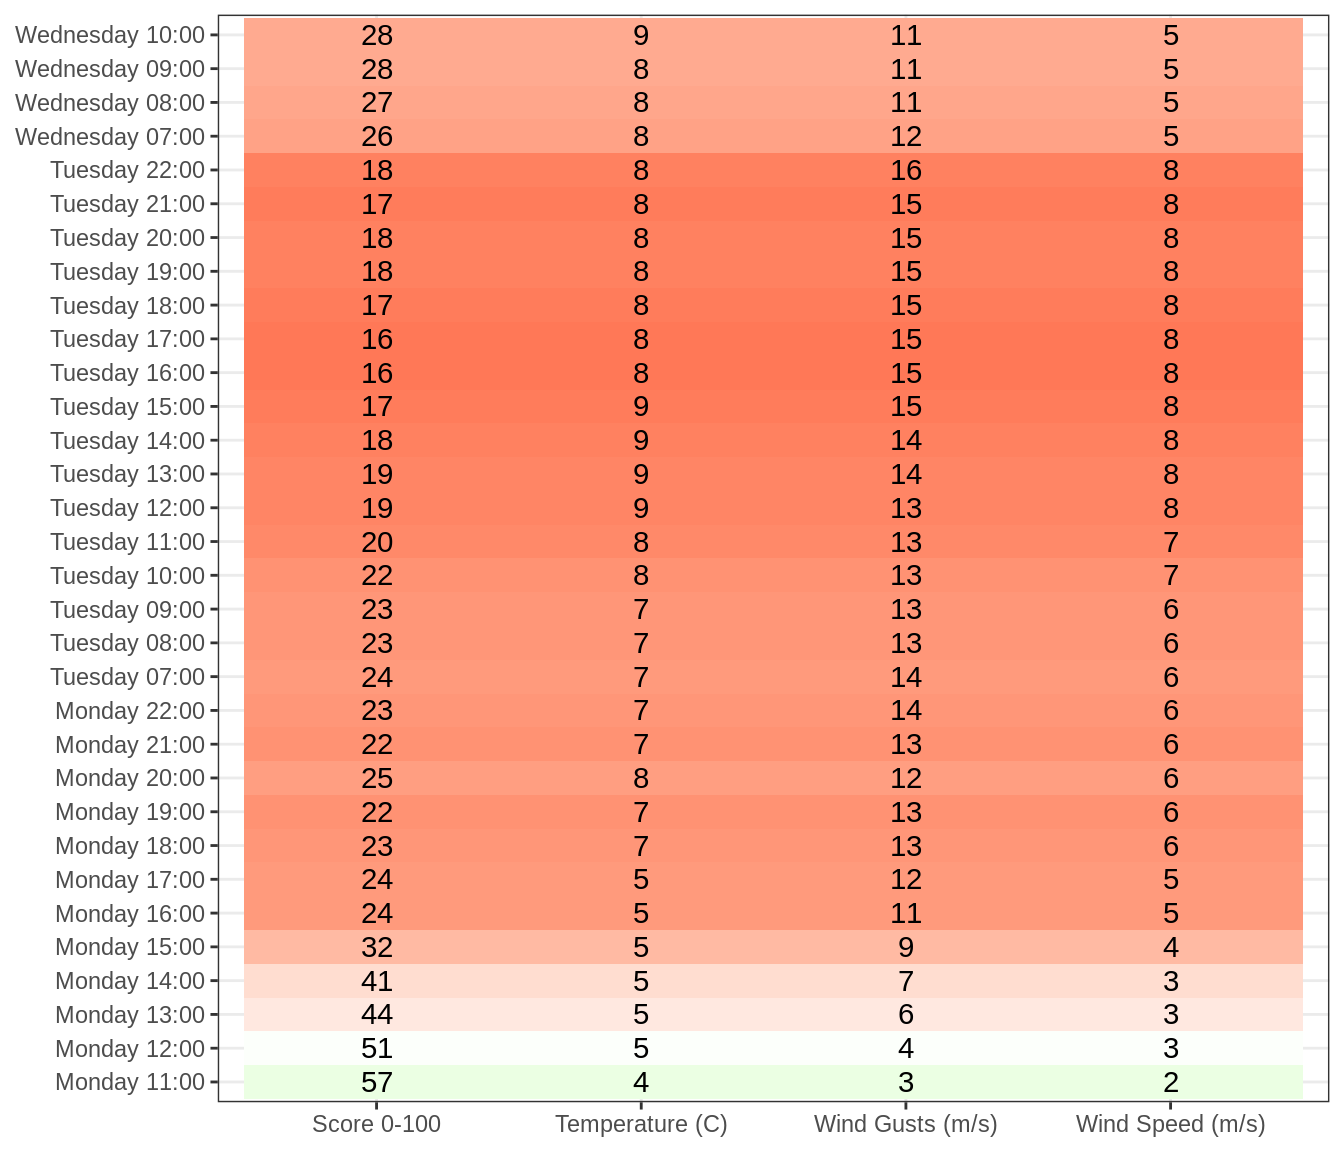 Wednesday 10:00 28 9 11 5
Wednesday 09:00 28 8 11 5
Wednesday 08:00 27 8 11 5
Wednesday 07:00 26 8 12 5
Tuesday 22:00 18 8 16 8
Tuesday 21:00 17 8 15 8
Tuesday 20:00 18 8 15 8
Tuesday 19:00 18 8 15 8
Tuesday 18:00 17 8 15 8
Tuesday 17:00 16 8 15 8
Tuesday 16:00 16 8 15 8
Tuesday 15:00 17 9 15 8
Tuesday 14:00 18 9 14 8
Tuesday 13:00 19 9 14 8
Tuesday 12:00 19 9 13 8
Tuesday 11:00 20 8 13 7
Tuesday 10:00 22 8 13 7
Tuesday 09:00 23 7 13 6
Tuesday 08:00 23 7 13 6
Tuesday 07:00 24 7 14 6
Monday 22:00 23 7 14 6
Monday 21:00 22 7 13 6
Monday 20:00 25 8 12 6
Monday 19:00 22 7 13 6
Monday 18:00 23 7 13 6
Monday 17:00 24 5 12 5
Monday 16:00 24 5 11 5
Monday 15:00 32 5 9 4
Monday 14:00 41 5 7 3
Monday 13:00 44 5 6 3
Monday 12:00 51 5 4 3
Monday 11:00 57 4 3 2
Score 0-100 Temperature (C) Wind Gusts (m/s) Wind Speed (m/s)